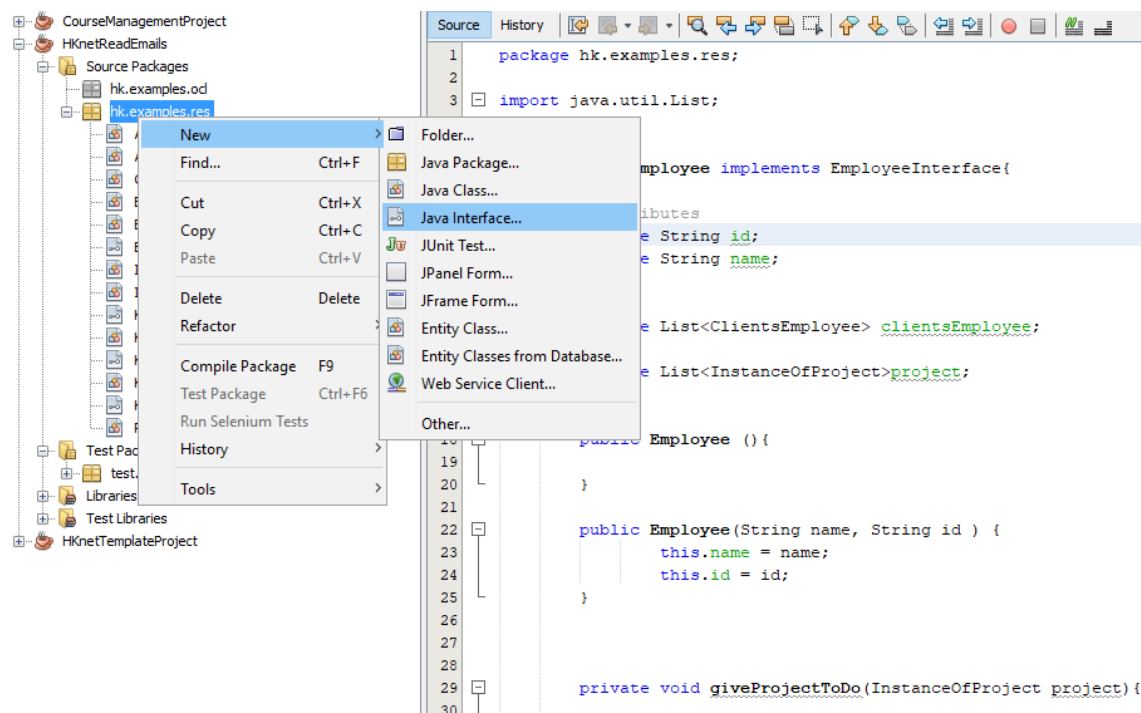 CourseManagementProject
HKnetReadEmails
Source Packages
hk.examples.ocl
hk.examples.res
Test Pac
test.
Libraries
Test Libraries
HKnetTemplateProject
New
Find... Ctrl+F
Cut Ctrl+X
Copy Ctrl+C
Paste Ctrl+V
Delete Delete
Refactor
Compile Package F9
Test Package Ctrl+F6
Run Selenium Tests
History
Tools
Folder...
Java Package...
Java Class...
Java Interface...
JUnit Test...
JPanel Form...
JFrame Form...
Entity Class...
Entity Classes from Database...
Web Service Client...
Other...
Source History
1 package hk.examples.res;
2
3 import java.util.List;
mployee implements EmployeeInterface{
ibutes
e String id;
e String name;
e List<ClientsEmployee> clientsEmployee;
e List<InstanceOfProject>project;
public Employee (){
19
20 }
21
22 public Employee(String name, String id ) {
23 this.name = name;
24 this.id = id;
25 }
26
27
28
29 private void giveProjectToDo(InstanceOfProject project){
30